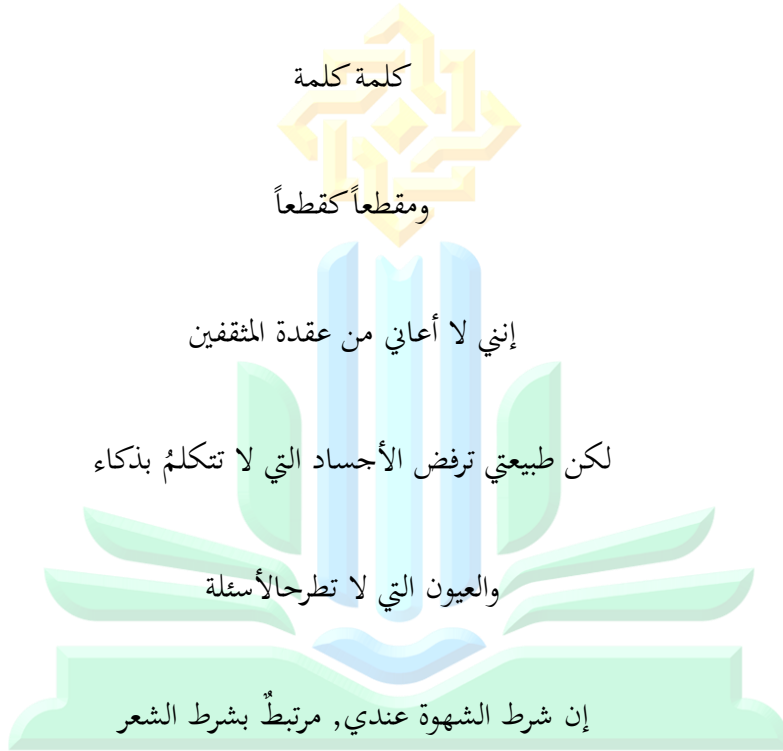 كلمة كلمة
ومقطعاً كقطعاً
إنني لا أعاني من عقدة المثقفين
لكن طبيعتي ترفض الأجساد التي لا تتكلمُ بذكاء
والعيون التي لا تطرحالأسئلة
إن شرط الشهوة عندي, مرتبطٌ بشرط الشعر